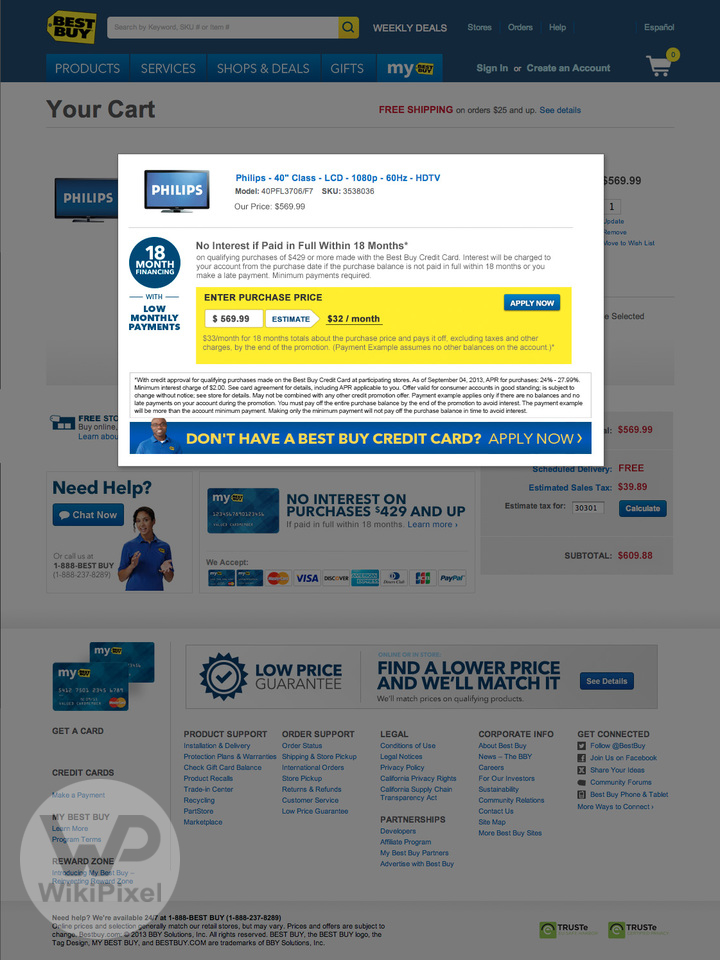 BEST BUY
Search by Keyword, SKU # or Item #
WEEKLY DEALS
Stores Orders Help Español
PRODUCTS SERVICES SHOPS & DEALS GIFTS my BEST BUY
Sign In or Create an Account
0
Your Cart
FREE SHIPPING on orders $25 and up. See details
PHILIPS
$569.99
1
Update
Remove
Move to Wish List
PHILIPS
Philips - 40" Class - LCD - 1080p - 60Hz - HDTV
Model: 40PFL3706/F7 SKU: 3538036
Our Price: $569.99
18
MONTH
FINANCING
WITH
LOW
MONTHLY
PAYMENTS
No Interest if Paid in Full Within 18 Months*
on qualifying purchases of $429 or more made with the Best Buy Credit Card. Interest will be charged to
your account from the purchase date if the purchase balance is not paid in full within 18 months or you
make a late payment. Minimum payments required.
ENTER PURCHASE PRICE
APPLY NOW
$ 569.99 ESTIMATE $32 / month
$33/month for 18 months totals about the purchase price and pays it off, excluding taxes and other
charges, by the end of the promotion. (Payment Example assumes no other balances on the account.)*
Selected
*With credit approval for qualifying purchases made on the Best Buy Credit Card at participating stores. As of September 04, 2013, APR for purchases: 24% - 27.99%.
Minimum interest charge of $2.00. See card agreement for details, including APR applicable to you. Offer valid for consumer accounts in good standing; is subject to
change without notice; see store for details. May not be combined with any other credit promotion offer. Payment example applies only if there are no balances and no
late payments on your account during the promotion. You must pay off the entire purchase balance by the end of the promotion to avoid interest. The payment example
will be more than the account minimum payment. Making only the minimum payment will not pay off the purchase balance in time to avoid interest.
DON'T HAVE A BEST BUY CREDIT CARD? APPLY NOW ›
FREE STO
Buy online,
Learn abou
al: $569.99
Scheduled Delivery: FREE
Estimated Sales Tax: $39.89
Estimate tax for: 30301 Calculate
SUBTOTAL: $609.88
Need Help?
Chat Now
Or call us at
1-888-BEST BUY
(1-888-237-8289)
my BEST BUY
NO INTEREST ON
PURCHASES $429 AND UP
If paid in full within 18 months. Learn more ›
We Accept:
VISA DISCOVER AMERICAN EXPRESS Diners Club JCB PayPal
my BEST BUY
my BEST BUY
LOW PRICE
GUARANTEE
ONLINE OR IN STORE:
FIND A LOWER PRICE
AND WE'LL MATCH IT
We'll match prices on qualifying products.
See Details
GET A CARD
CREDIT CARDS
Make a Payment
MY BEST BUY
Learn More
Program Terms
REWARD ZONE
Introducing My Best Buy –
Reinventing Reward Zone
PRODUCT SUPPORT
Installation & Delivery
Protection Plans & Warranties
Check Gift Card Balance
Product Recalls
Trade-in Center
Recycling
PartStore
Marketplace
ORDER SUPPORT
Order Status
Shipping & Store Pickup
International Orders
Store Pickup
Returns & Refunds
Customer Service
Low Price Guarantee
LEGAL
Conditions of Use
Legal Notices
Privacy Policy
California Privacy Rights
California Supply Chain
Transparency Act
PARTNERSHIPS
Developers
Affiliate Program
My Best Buy Partners
Advertise with Best Buy
CORPORATE INFO
About Best Buy
News – The BBY
Careers
For Our Investors
Sustainability
Community Relations
Contact Us
Site Map
More Best Buy Sites
GET CONNECTED
Follow @BestBuy
Join Us on Facebook
Share Your Ideas
Community Forums
Best Buy Phone & Tablet
More Ways to Connect ›
WP
WikiPixel
Need help? We're available 24/7 at 1-888-BEST BUY (1-888-237-8289)
Online prices and selection generally match our retail stores, but may vary. Prices and offers are subject to
change. Bestbuy.com: © 2013 BBY Solutions, Inc. All rights reserved. BEST BUY, the BEST BUY logo, the
Tag Design, MY BEST BUY, and BESTBUY.COM are trademarks of BBY Solutions, Inc.
TRUSTe
TRUSTe